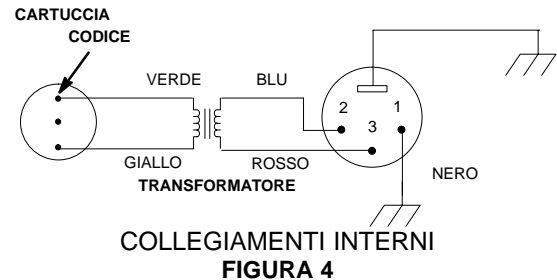 CARTUCCIA
CODICE
VERDE
BLU
2
1
3
GIALLO
ROSSO
NERO
TRANSFORMATORE
COLLEGIAMENTI INTERNI
FIGURA 4